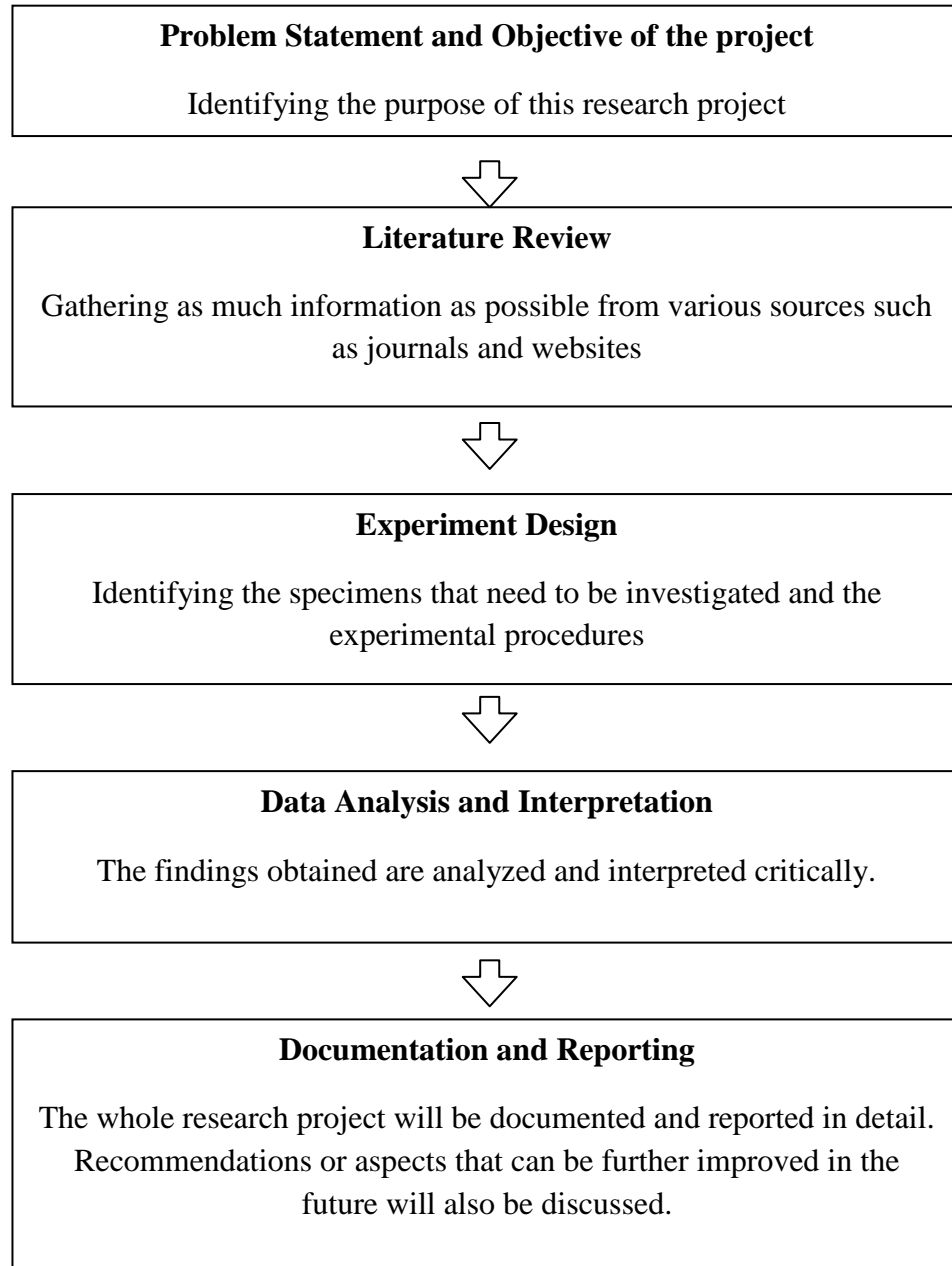 Problem Statement and Objective of the project
Identifying the purpose of this research project
Literature Review
Gathering as much information as possible from various sources such
as journals and websites
Experiment Design
Identifying the specimens that need to be investigated and the
experimental procedures
Data Analysis and Interpretation
The findings obtained are analyzed and interpreted critically.
Documentation and Reporting
The whole research project will be documented and reported in detail.
Recommendations or aspects that can be further improved in the
future will also be discussed.